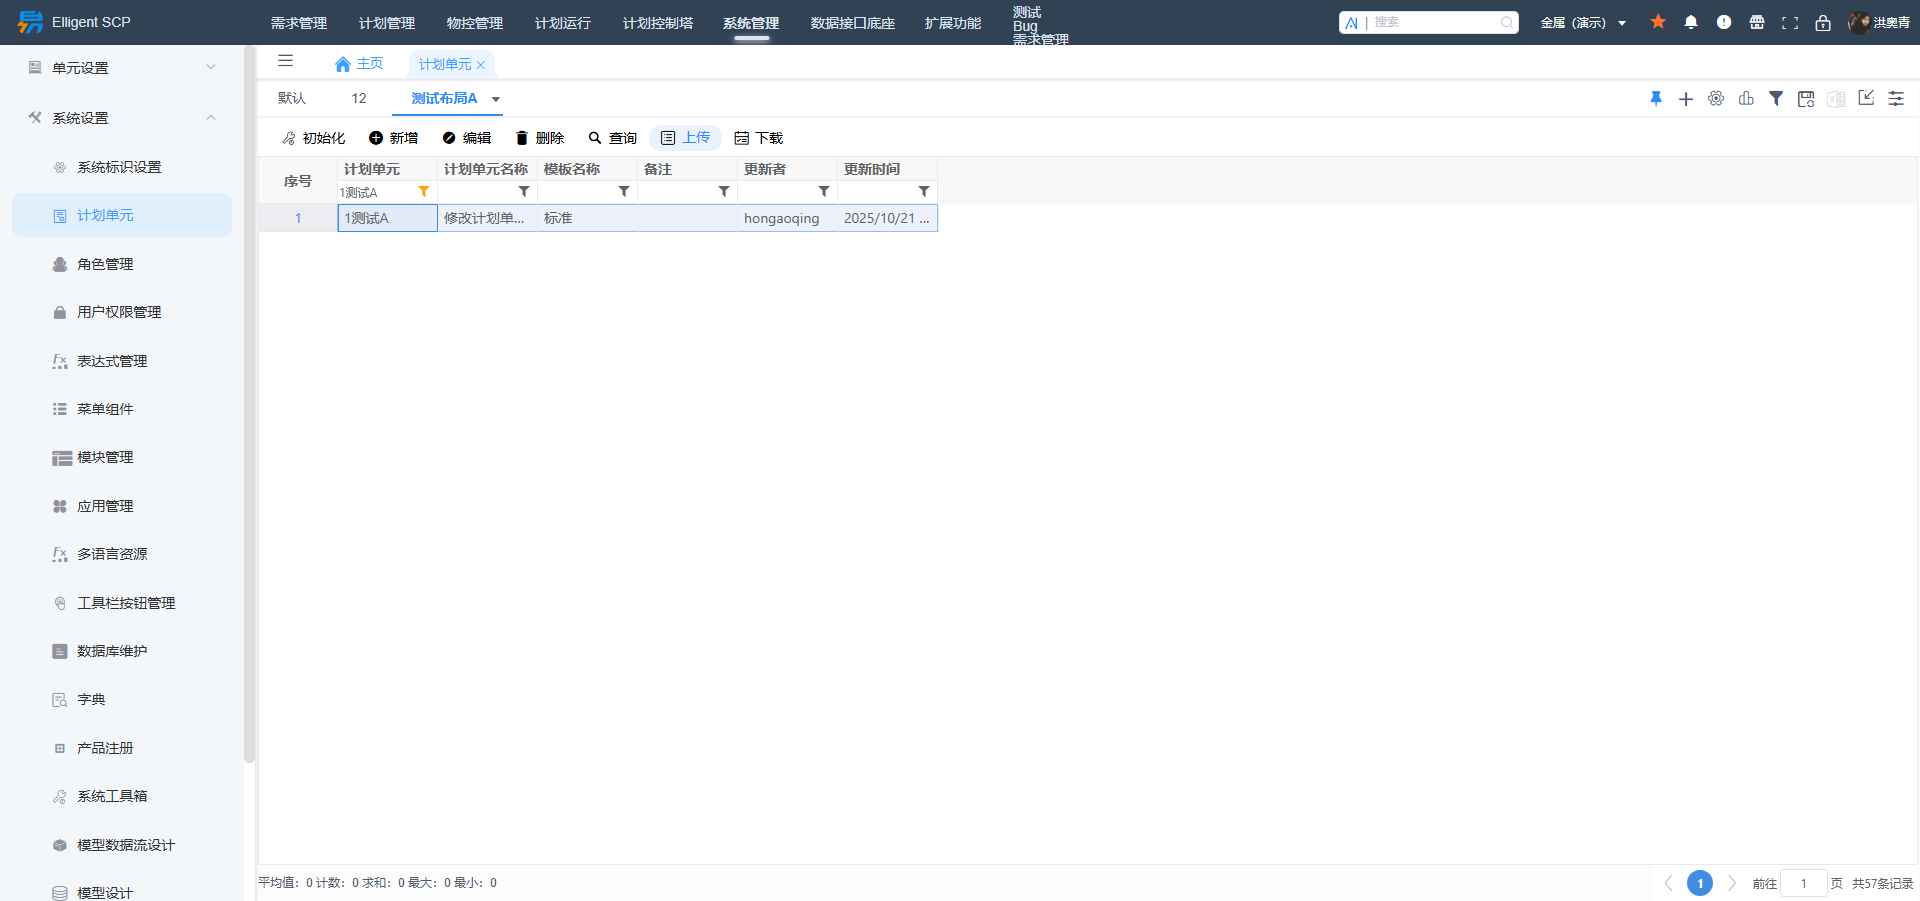 Elligent SCP
需求管理 计划管理 物控管理 计划运行 计划控制塔 系统管理 数据接口底座 扩展功能
测试
Bug
需求管理
AI | 搜索
金属（演示）
洪奥青
单元设置
系统设置
系统标识设置
计划单元
角色管理
用户权限管理
表达式管理
菜单组件
模块管理
应用管理
多语言资源
工具栏按钮管理
数据库维护
字典
产品注册
系统工具箱
模型数据流设计
模型设计
主页 计划单元
默认 12 测试布局A
初始化 新增 编辑 删除 查询 上传 下载
序号 计划单元 计划单元名称 模板名称 备注 更新者 更新时间
1测试A
1 1测试A 修改计划单... 标准 hongaoqing 2025/10/21 ...
平均值：0 计数：0 求和：0 最大：0 最小：0
1 前往 1 页 共57条记录